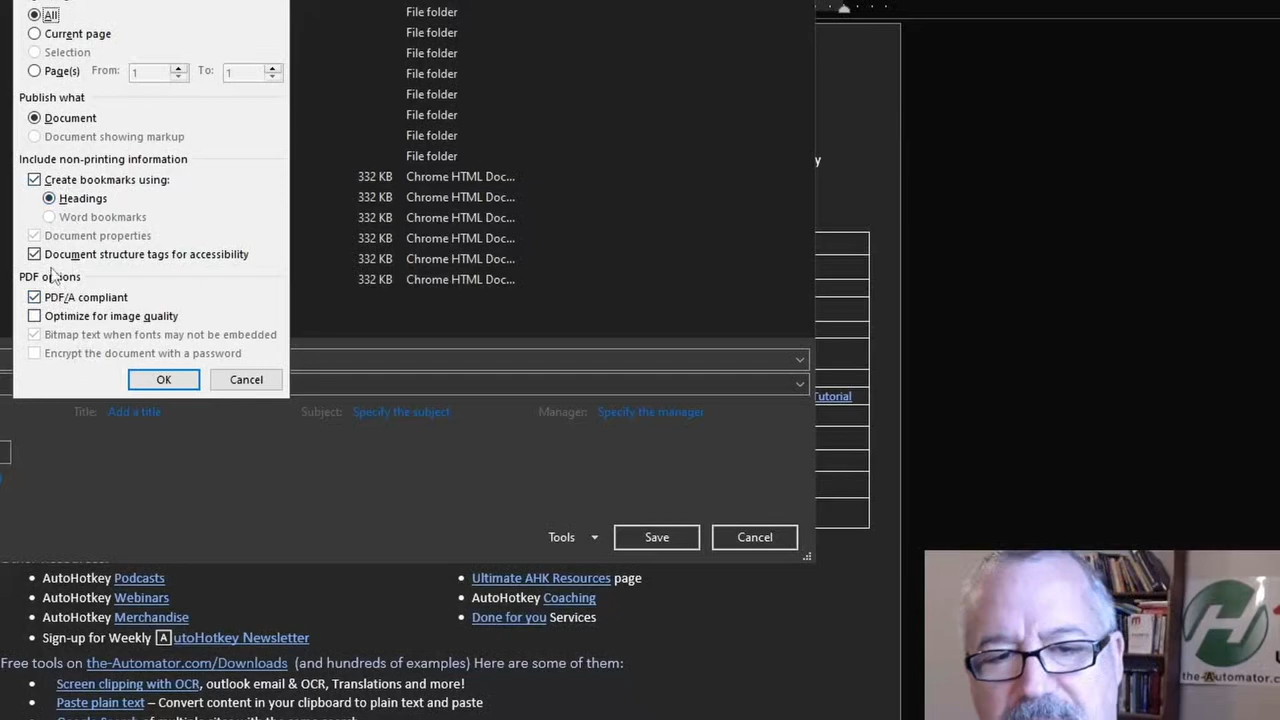 All
Current page
Selection
Page(s) From: 1 To: 1
Publish what
Document
Document showing markup
Include non-printing information
Create bookmarks using:
Headings
Word bookmarks
Document properties
Document structure tags for accessibility
PDF options
PDF/A compliant
Optimize for image quality
Bitmap text when fonts may not be embedded
Encrypt the document with a password
OK Cancel
File folder
File folder
File folder
File folder
File folder
File folder
File folder
File folder
332 KB Chrome HTML Doc...
332 KB Chrome HTML Doc...
332 KB Chrome HTML Doc...
332 KB Chrome HTML Doc...
332 KB Chrome HTML Doc...
332 KB Chrome HTML Doc...
y
Tutorial
Title: Add a title Subject: Specify the subject Manager: Specify the manager
Tools Save Cancel
• AutoHotkey Podcasts
• AutoHotkey Webinars
• AutoHotkey Merchandise
• Sign-up for Weekly AutoHotkey Newsletter
• Ultimate AHK Resources page
• AutoHotkey Coaching
• Done for you Services
Free tools on the-Automator.com/Downloads (and hundreds of examples) Here are some of them:
• Screen clipping with OCR, outlook email & OCR, Translations and more!
• Paste plain text – Convert content in your clipboard to plain text and paste
H
the-Automator.c